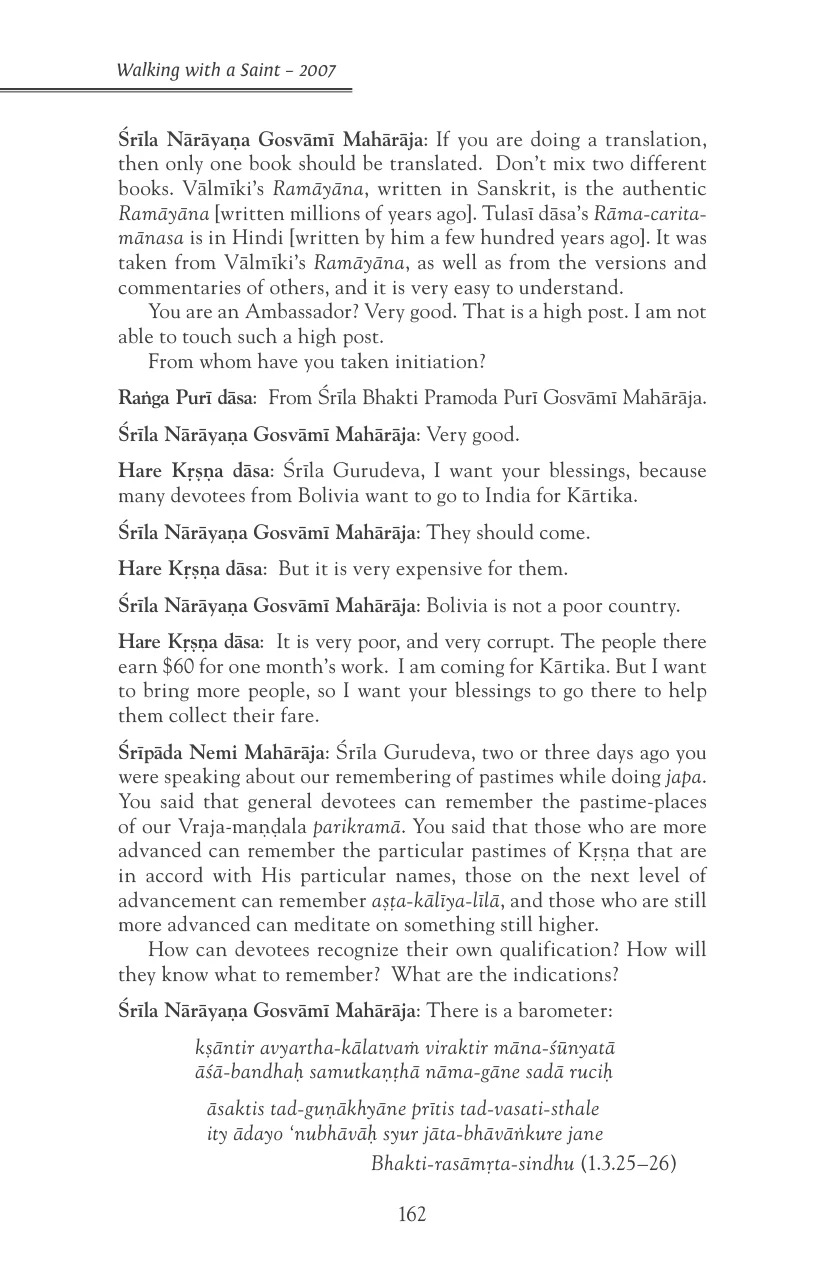 Walking with a Saint – 2007
Śrīla Nārāyaṇa Gosvāmī Mahārāja: If you are doing a translation,
then only one book should be translated. Don’t mix two different
books. Vālmīki’s Ramāyāna, written in Sanskrit, is the authentic
Ramāyāna [written millions of years ago]. Tulasī dāsa’s Rāma-carita-
mānasa is in Hindi [written by him a few hundred years ago]. It was
taken from Vālmīki’s Ramāyāna, as well as from the versions and
commentaries of others, and it is very easy to understand.
You are an Ambassador? Very good. That is a high post. I am not
able to touch such a high post.
From whom have you taken initiation?
Raṅga Purī dāsa: From Śrīla Bhakti Pramoda Purī Gosvāmī Mahārāja.
Śrīla Nārāyaṇa Gosvāmī Mahārāja: Very good.
Hare Kṛṣṇa dāsa: Śrīla Gurudeva, I want your blessings, because
many devotees from Bolivia want to go to India for Kārtika.
Śrīla Nārāyaṇa Gosvāmī Mahārāja: They should come.
Hare Kṛṣṇa dāsa: But it is very expensive for them.
Śrīla Nārāyaṇa Gosvāmī Mahārāja: Bolivia is not a poor country.
Hare Kṛṣṇa dāsa: It is very poor, and very corrupt. The people there
earn $60 for one month’s work. I am coming for Kārtika. But I want
to bring more people, so I want your blessings to go there to help
them collect their fare.
Śrīpāda Nemi Mahārāja: Śrīla Gurudeva, two or three days ago you
were speaking about our remembering of pastimes while doing japa.
You said that general devotees can remember the pastime-places
of our Vraja-maṇḍala parikramā. You said that those who are more
advanced can remember the particular pastimes of Kṛṣṇa that are
in accord with His particular names, those on the next level of
advancement can remember aṣṭa-kālīya-līlā, and those who are still
more advanced can meditate on something still higher.
How can devotees recognize their own qualification? How will
they know what to remember? What are the indications?
Śrīla Nārāyaṇa Gosvāmī Mahārāja: There is a barometer:
kṣāntir avyartha-kālatvaṁ viraktir māna-śūnyatā
āśā-bandhaḥ samutkaṇṭhā nāma-gāne sadā ruciḥ
āsaktis tad-guṇākhyāne prītis tad-vasati-sthale
ity ādayo ‘nubhāvāḥ syur jāta-bhāvāṅkure jane
Bhakti-rasāmṛta-sindhu (1.3.25–26)
162